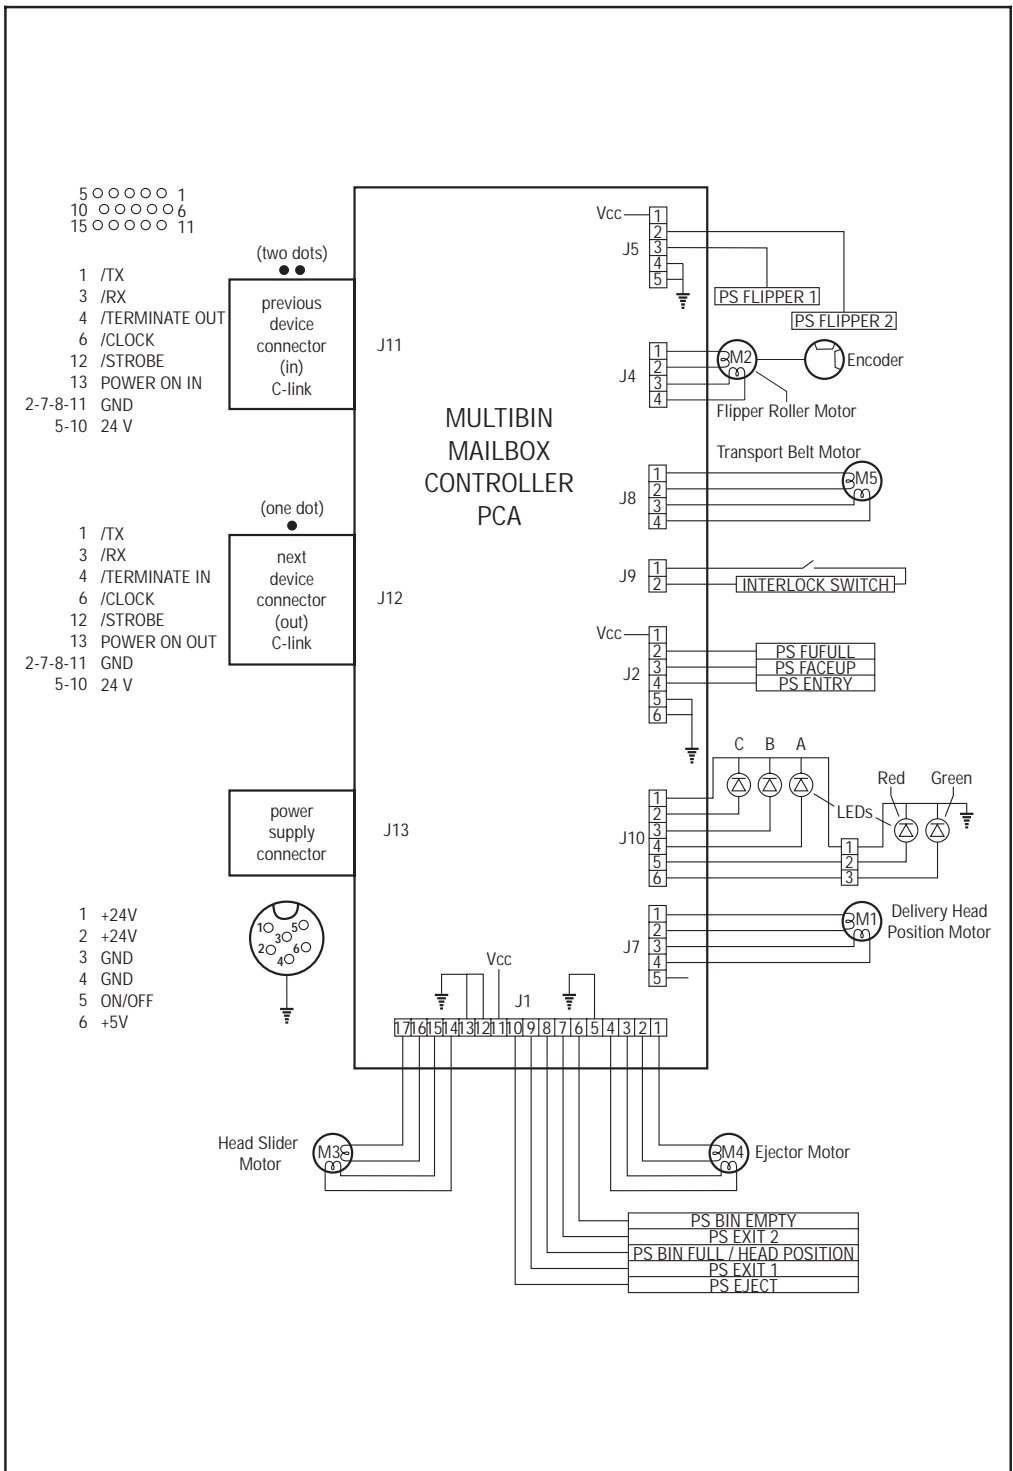 5 1
10 6
15 11
(two dots)
1 /TX
3 /RX
4 /TERMINATE OUT
6 /CLOCK
12 /STROBE
13 POWER ON IN
2-7-8-11 GND
5-10 24 V
previous
device
connector
(in)
C-link
J11
(one dot)
1 /TX
3 /RX
4 /TERMINATE IN
6 /CLOCK
12 /STROBE
13 POWER ON OUT
2-7-8-11 GND
5-10 24 V
next
device
connector
(out)
C-link
J12
power
supply
connector
J13
1 +24V
2 +24V
3 GND
4 GND
5 ON/OFF
6 +5V
1 5
3
2 6
4
MULTIBIN
MAILBOX
CONTROLLER
PCA
Vcc
J5
1
2
3
4
5
PS FLIPPER 1
PS FLIPPER 2
J4
1
2
3
4
M2
Encoder
Flipper Roller Motor
Transport Belt Motor
J8
1
2
3
4
M5
J9
1
2
INTERLOCK SWITCH
Vcc
J2
1
2
3
4
5
6
PS FUFULL
PS FACEUP
PS ENTRY
C B A
Red Green
LEDs
J10
1
2
3
4
5
6
1
2
3
J7
1
2
3
4
5
M1
Delivery Head
Position Motor
Vcc
J1
17 16 15 14 13 12 11 10 9 8 7 6 5 4 3 2 1
Head Slider
Motor
M3
M4
Ejector Motor
PS BIN EMPTY
PS EXIT 2
PS BIN FULL / HEAD POSITION
PS EXIT 1
PS EJECT